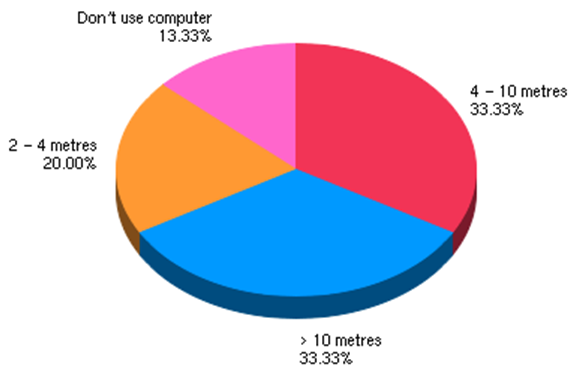 Don't use computer
13.33%
4 – 10 metres
33.33%
2 – 4 metres
20.00%
> 10 metres
33.33%